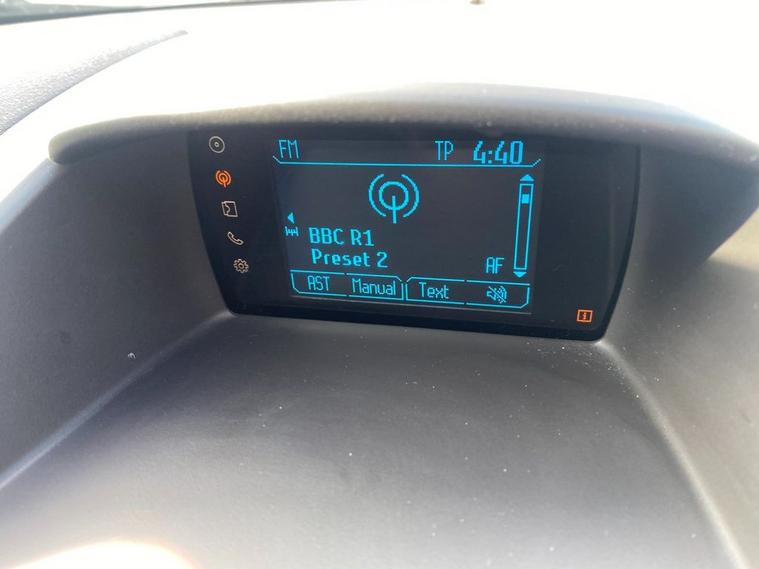 FM TP 4:40
BBC R1
Preset 2
AF
AST Manual Text